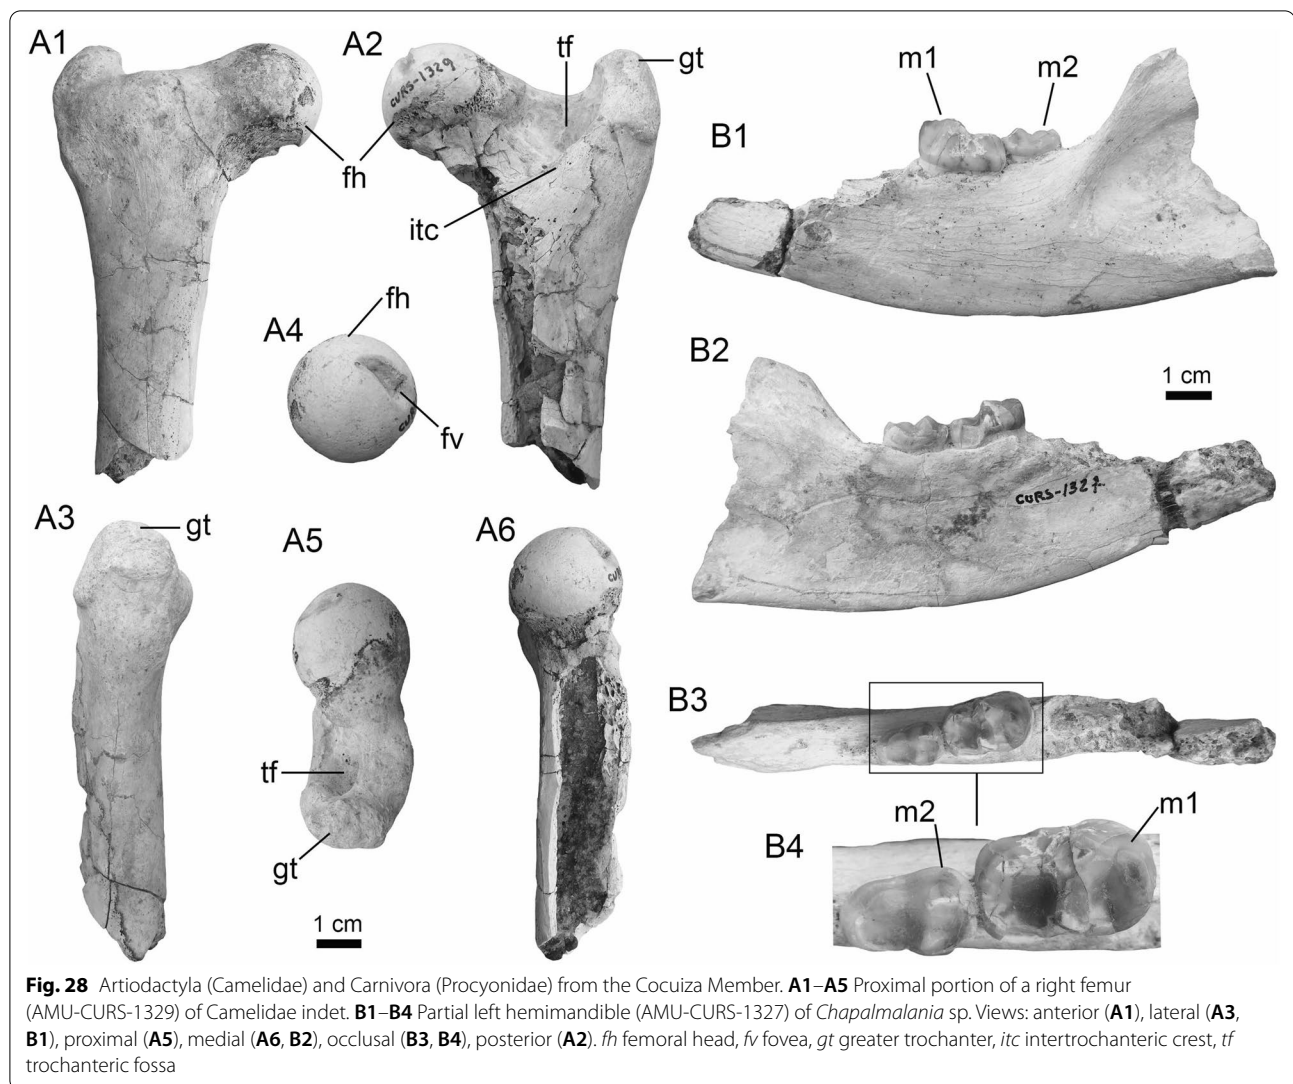 A1
A2
tf
gt
CURS-1329
fh
itc
m1
m2
B1
A4
fh
fv
CURS
B2
1 cm
CURS-1327
A3
gt
A5
A6
CURS
tf
gt
1 cm
B3
m2
m1
B4
Fig. 28 Artiodactyla (Camelidae) and Carnivora (Procyonidae) from the Cocuiza Member. A1–A5 Proximal portion of a right femur
(AMU-CURS-1329) of Camelidae indet. B1–B4 Partial left hemimandible (AMU-CURS-1327) of Chapalmalania sp. Views: anterior (A1), lateral (A3,
B1), proximal (A5), medial (A6, B2), occlusal (B3, B4), posterior (A2). fh femoral head, fv fovea, gt greater trochanter, itc intertrochanteric crest, tf
trochanteric fossa